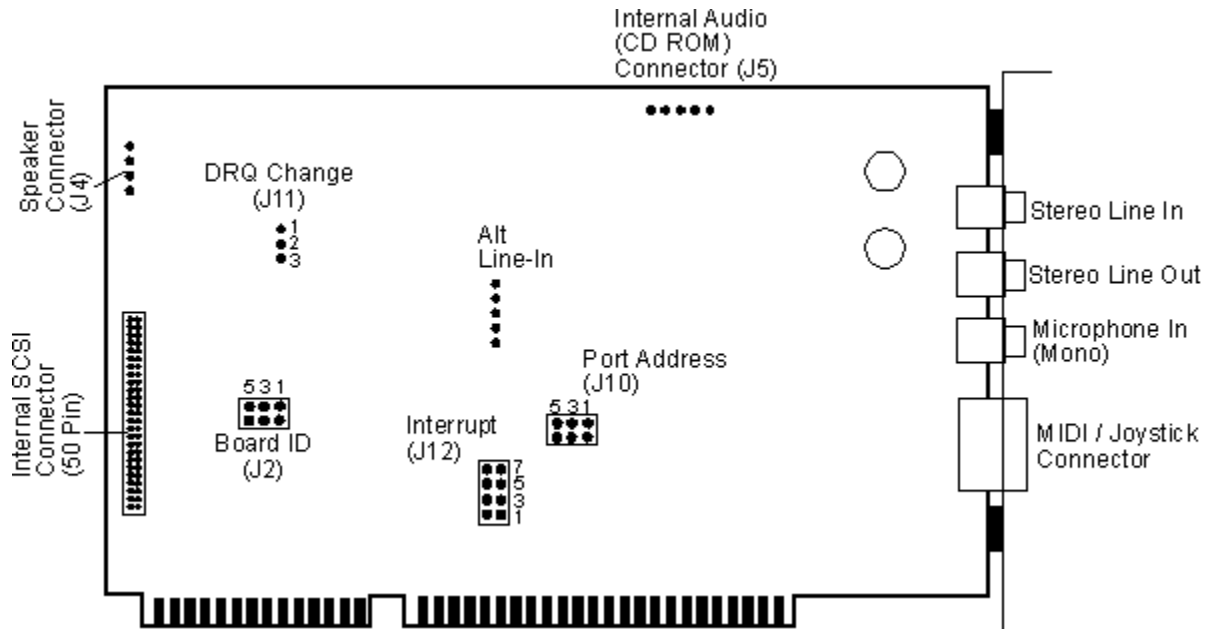 Internal Audio
(CD ROM)
Connector (J5)
Speaker
Connector
(J4)
DRQ Change
(J11)
1
2
3
Alt
Line-In
Stereo Line In
Stereo Line Out
Microphone In
(Mono)
Internal SCSI
Connector
(50 Pin)
Port Address
(J10)
5 3 1
5 3 1
Board ID
(J2)
Interrupt
(J12)
7
5
3
1
MIDI / Joystick
Connector